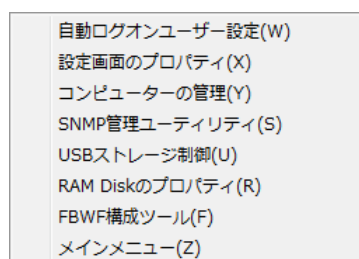 自動ログオンユーザー設定(W)
設定画面のプロパティ(X)
コンピューターの管理(Y)
SNMP管理ユーティリティ(S)
USBストレージ制御(U)
RAM Diskのプロパティ(R)
FBWF構成ツール(F)
メインメニュー(Z)